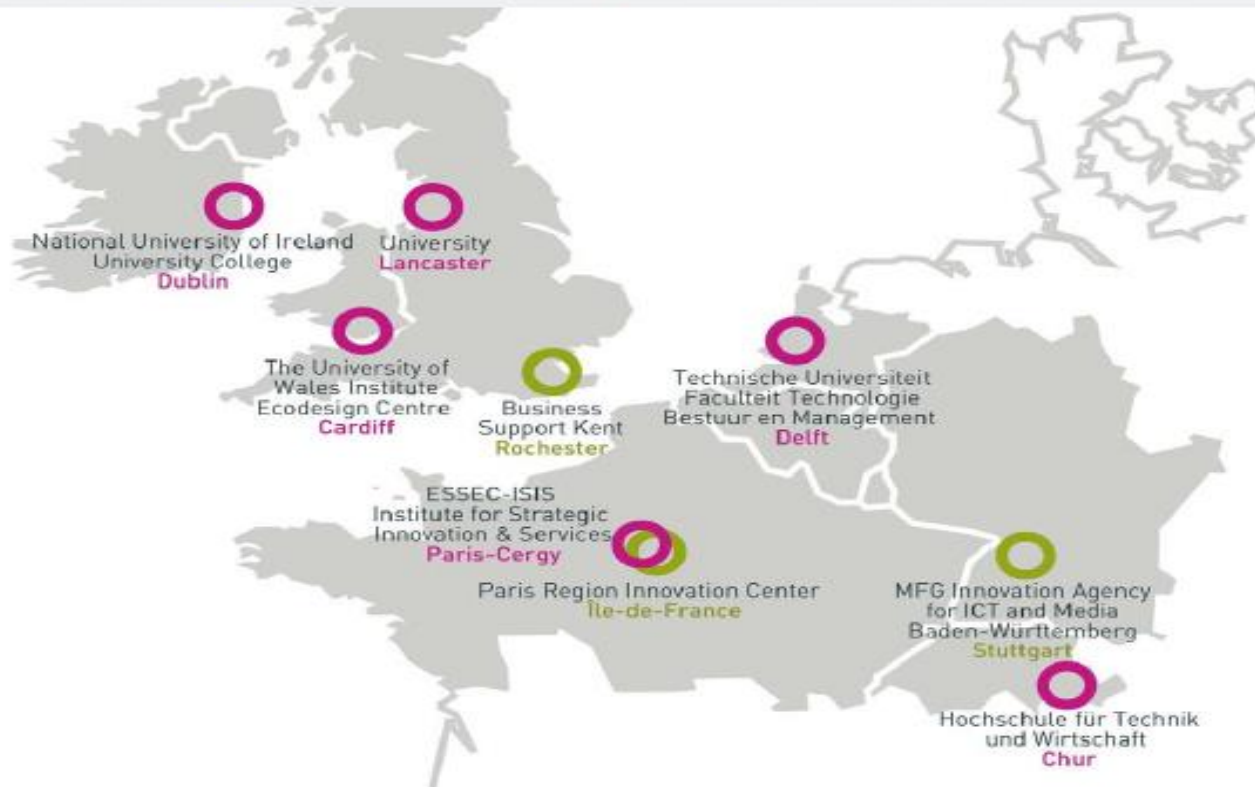 National University of Ireland
University College
Dublin
University
Lancaster
The University of
Wales Institute
Ecodesign Centre
Cardiff
Business
Support Kent
Rochester
Technische Universiteit
Faculteit Technologie
Bestuur en Management
Delft
ESSEC-ISIS
Institute for Strategic
Innovation & Services
Paris-Cergy
Paris Region Innovation Center
Île-de-France
MFG Innovation Agency
for ICT and Media
Baden-Württemberg
Stuttgart
Hochschule für Technik
und Wirtschaft
Chur